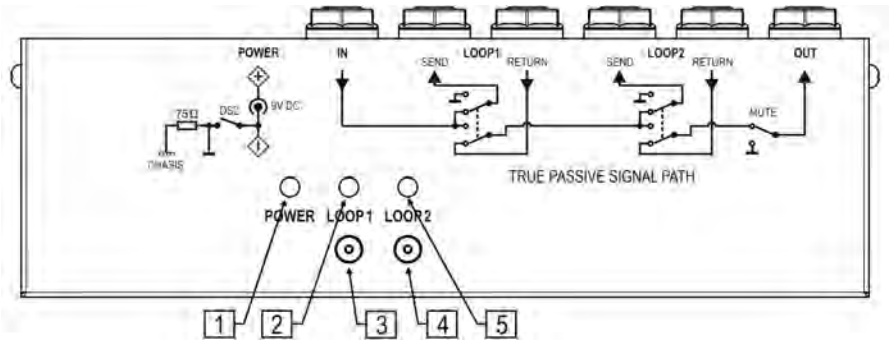 POWER IN LOOP1 LOOP2 OUT
SEND RETURN SEND RETURN
75Ω DS2 9V DC MUTE
CHASIS
TRUE PASSIVE SIGNAL PATH
POWER LOOP1 LOOP2
1 2 3 4 5